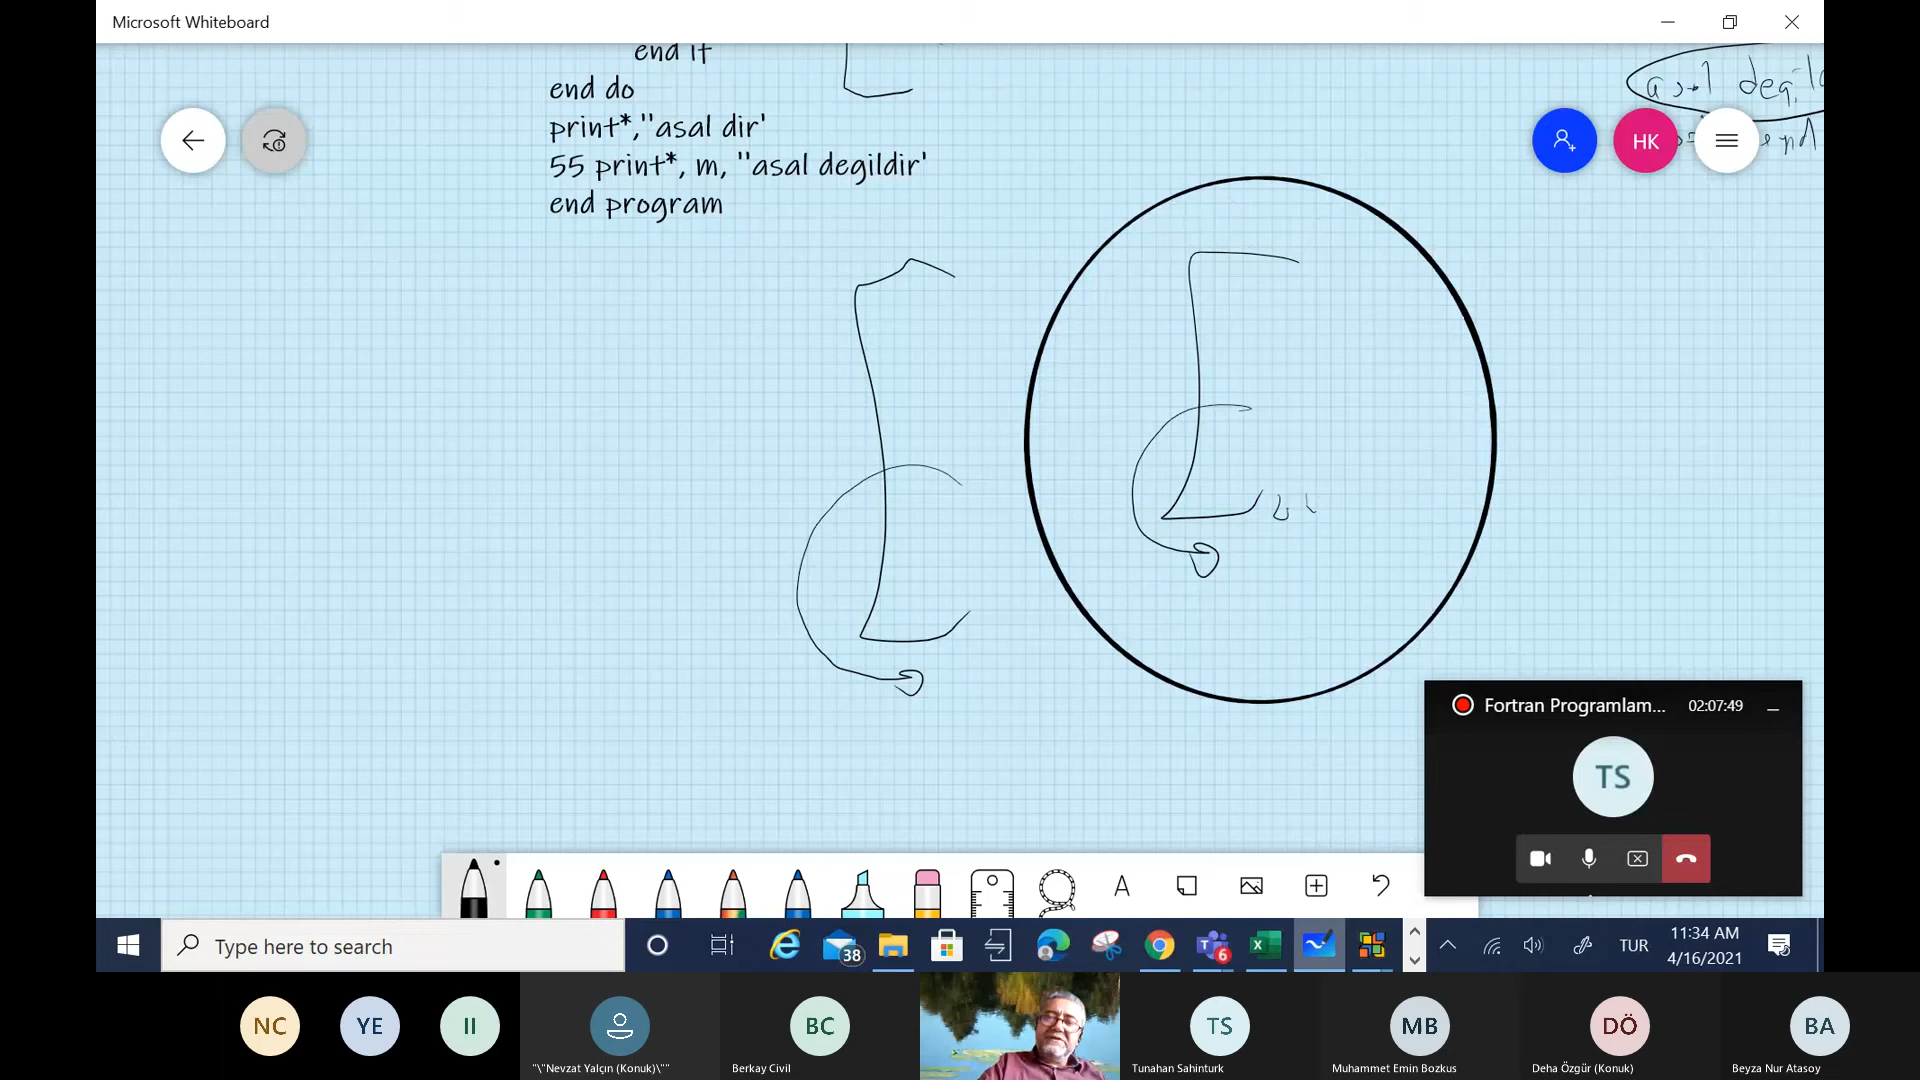 Microsoft Whiteboard
end if
end do
print*,"asal dir'
55 print*, m, "asal degildir'
end program
asal
HK
end
Fortran Programlam... 02:07:49
TS
A
Type here to search
38
6
TUR
11:34 AM
4/16/2021
NC
YE
II
BC
TS
MB
DÖ
BA
"\"Nevzat Yalçın (Konuk)\""
Berkay Civil
Tunahan Sahinturk
Muhammet Emin Bozkus
Deha Özgür (Konuk)
Beyza Nur Atasoy